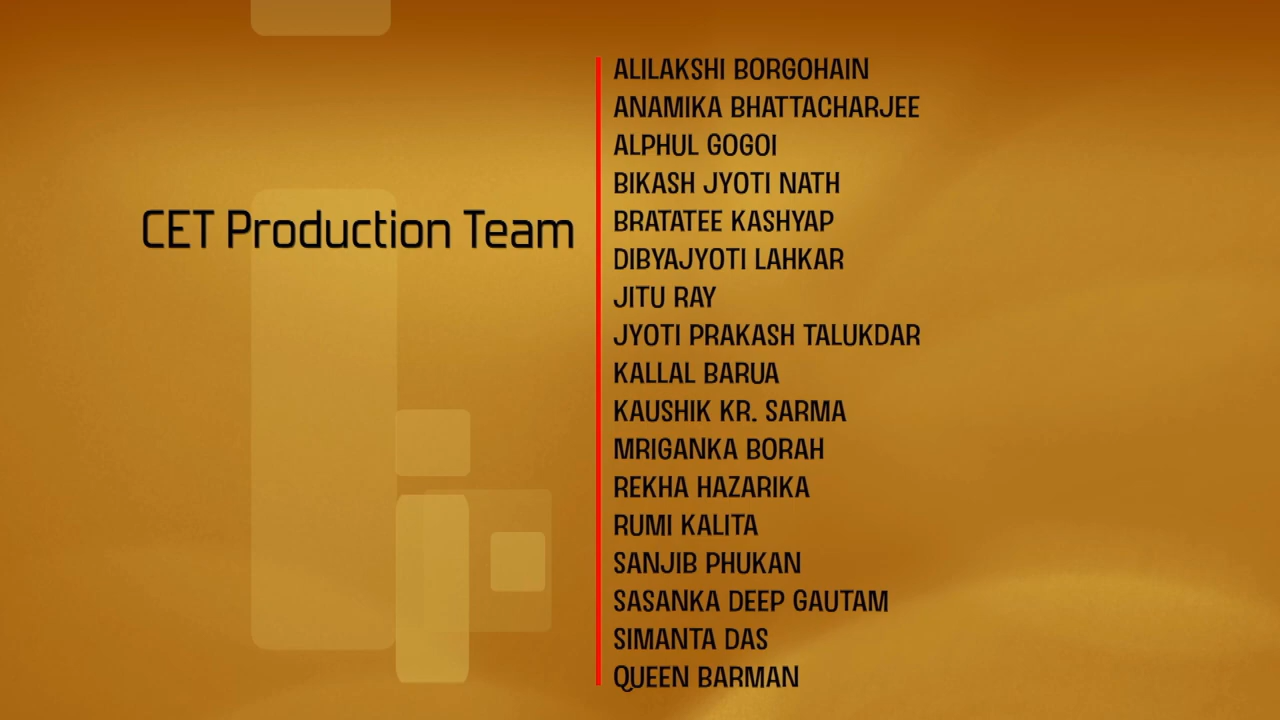 CET Production Team
ALILAKSHI BORGOHAIN
ANAMIKA BHATTACHARJEE
ALPHUL GOGOI
BIKASH JYOTI NATH
BRATATEE KASHYAP
DIBYAJYOTI LAHKAR
JITU RAY
JYOTI PRAKASH TALUKDAR
KALLAL BARUA
KAUSHIK KR. SARMA
MRIGANKA BORAH
REKHA HAZARIKA
RUMI KALITA
SANJIB PHUKAN
SASANKA DEEP GAUTAM
SIMANTA DAS
QUEEN BARMAN